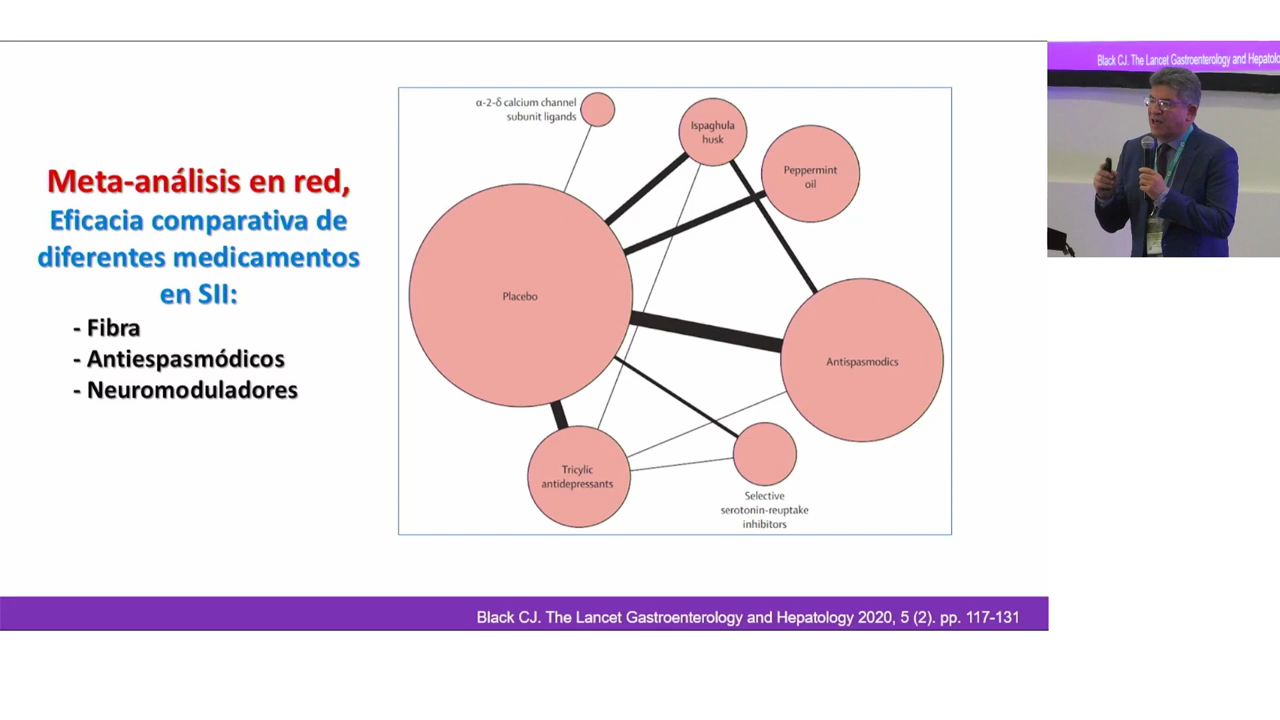 Meta-análisis en red,
Eficacia comparativa de
diferentes medicamentos
en SII:
- Fibra
- Antiespasmódicos
- Neuromoduladores
α-2-δ calcium channel
subunit ligands
Ispaghula
husk
Peppermint
oil
Placebo
Antispasmodics
Tricylic
antidepressants
Selective
serotonin-reuptake
inhibitors
Black CJ. The Lancet Gastroenterology and Hepatology 2020, 5 (2). pp. 117-131
Black CJ. The Lancet Gastroenterology and Hepatolo